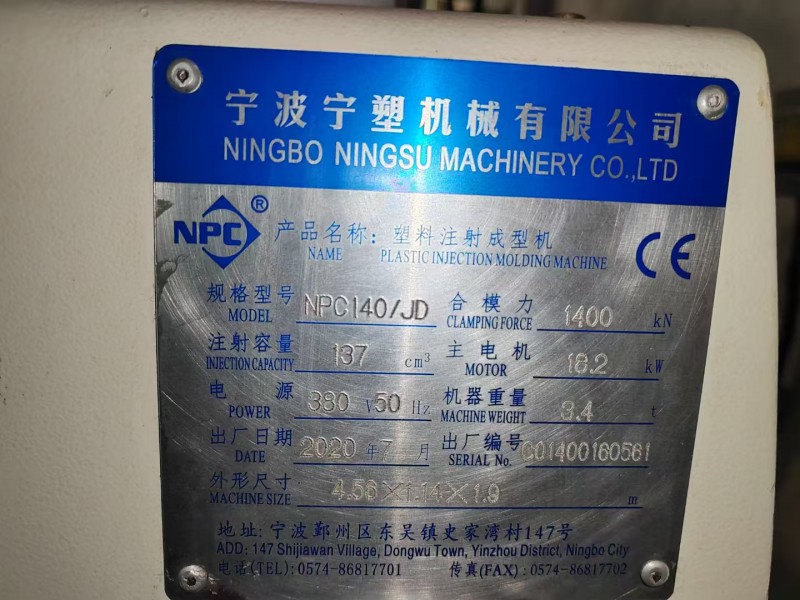 宁波宁塑机械有限公司
NINGBO NINGSU MACHINERY CO.,LTD
NPC® 产品名称：塑料注射成型机 CE
NAME PLASTIC INJECTION MOLDING MACHINE
规格型号 NPC140/JD 合模力 1400 kN
MODEL CLAMPING FORCE
注射容量 137 cm³ 主电机 18.2 kW
INJECTION CAPACITY MOTOR
电源 380 V 50 Hz 机器重量 3.4 t
POWER MACHINE WEIGHT
出厂日期 2020 年 7 月 出厂编号 C01400160561
DATE SERIAL No.
外形尺寸 4.56×1.14×1.9 m
MACHINE SIZE
地址: 宁波鄞州区东吴镇史家湾村147号
ADD: 147 Shijiawan Village, Dongwu Town, Yinzhou District, Ningbo City
电话(TEL): 0574-86817701 传真(FAX) : 0574-86817702